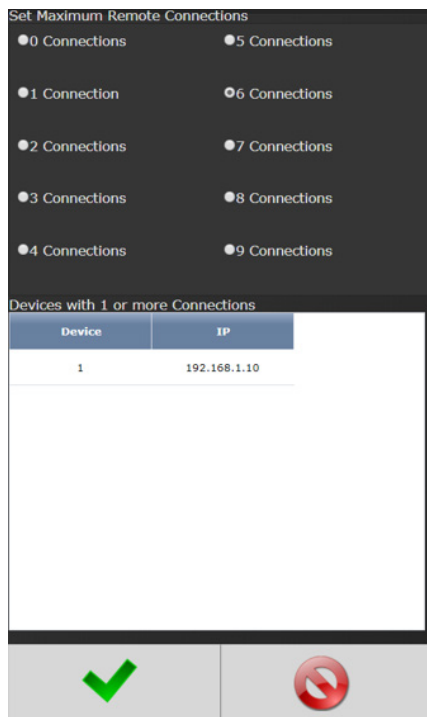 Set Maximum Remote Connections
0 Connections 5 Connections
1 Connection 6 Connections
2 Connections 7 Connections
3 Connections 8 Connections
4 Connections 9 Connections
Devices with 1 or more Connections
Device IP
1 192.168.1.10